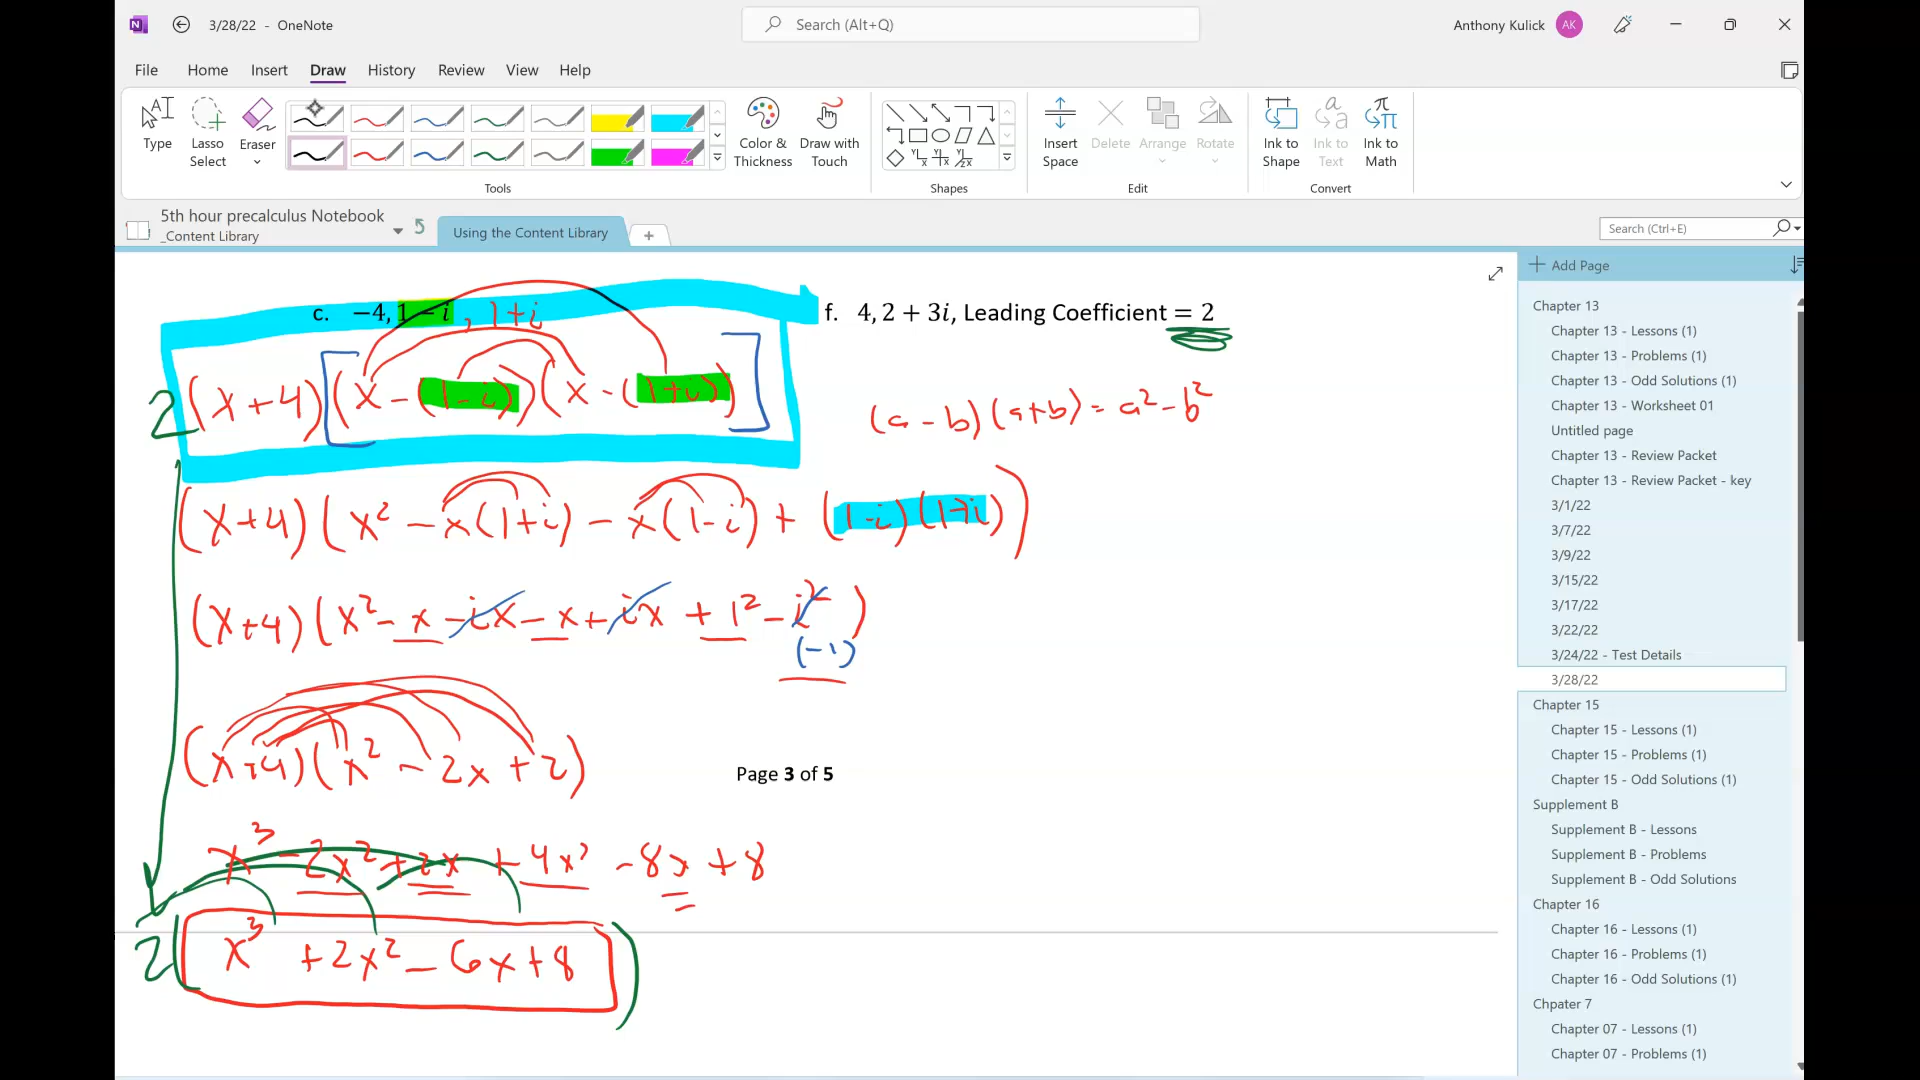 3/28/22 - OneNote
Search (Alt+Q)
Anthony Kulick AK
File Home Insert Draw History Review View Help
Type
Lasso Select
Eraser
Color & Thickness
Draw with Touch
Insert Space
Delete
Arrange
Rotate
Ink to Shape
Ink to Text
Ink to Math
Tools
Shapes
Edit
Convert
5th hour precalculus Notebook
_Content Library
Using the Content Library
Search (Ctrl+E)
c. −4, 1 − i , 1+i
2 (x+4)[(x-(1-i))(x-(1+i))]
(x+4)(x² - x(1+i) - x(1-i) + (1-i)(1+i))
(x+4)(x² - x - ix - x + ix + 1² - i²)
(-1)
(x+4)(x² - 2x + 2)
x³ - 2x² + 2x + 4x² - 8x + 8
2(x³ + 2x² - 6x + 8)
f. 4, 2 + 3i, Leading Coefficient = 2
(a - b)(a+b) = a² - b²
Page 3 of 5
Add Page
Chapter 13
Chapter 13 - Lessons (1)
Chapter 13 - Problems (1)
Chapter 13 - Odd Solutions (1)
Chapter 13 - Worksheet 01
Untitled page
Chapter 13 - Review Packet
Chapter 13 - Review Packet - key
3/1/22
3/7/22
3/9/22
3/15/22
3/17/22
3/22/22
3/24/22 - Test Details
3/28/22
Chapter 15
Chapter 15 - Lessons (1)
Chapter 15 - Problems (1)
Chapter 15 - Odd Solutions (1)
Supplement B
Supplement B - Lessons
Supplement B - Problems
Supplement B - Odd Solutions
Chapter 16
Chapter 16 - Lessons (1)
Chapter 16 - Problems (1)
Chapter 16 - Odd Solutions (1)
Chpater 7
Chapter 07 - Lessons (1)
Chapter 07 - Problems (1)